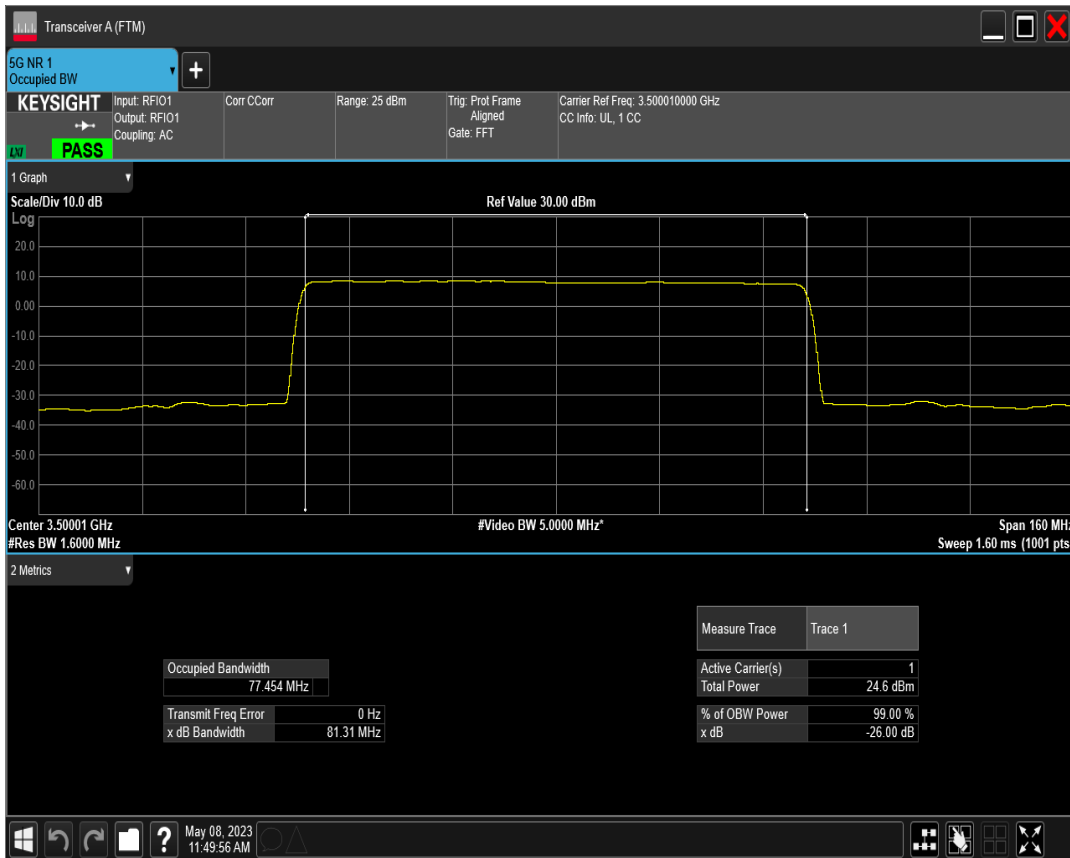 Transceiver A (FTM)
5G NR 1
Occupied BW
+
KEYSIGHT
LXI
PASS
Input: RFIO1
Output: RFIO1
Coupling: AC
Corr CCorr
Range: 25 dBm
Trig: Prot Frame
Aligned
Gate: FFT
Carrier Ref Freq: 3.500010000 GHz
CC Info: UL, 1 CC
1 Graph
Scale/Div 10.0 dB
Ref Value 30.00 dBm
Log
20.0
10.0
0.00
-10.0
-20.0
-30.0
-40.0
-50.0
-60.0
Center 3.50001 GHz
#Video BW 5.0000 MHz*
Span 160 MHz
#Res BW 1.6000 MHz
Sweep 1.60 ms (1001 pts
2 Metrics
Measure Trace Trace 1
Occupied Bandwidth
77.454 MHz
Active Carrier(s) 1
Total Power 24.6 dBm
Transmit Freq Error 0 Hz
x dB Bandwidth 81.31 MHz
% of OBW Power 99.00 %
x dB -26.00 dB
?
May 08, 2023
11:49:56 AM